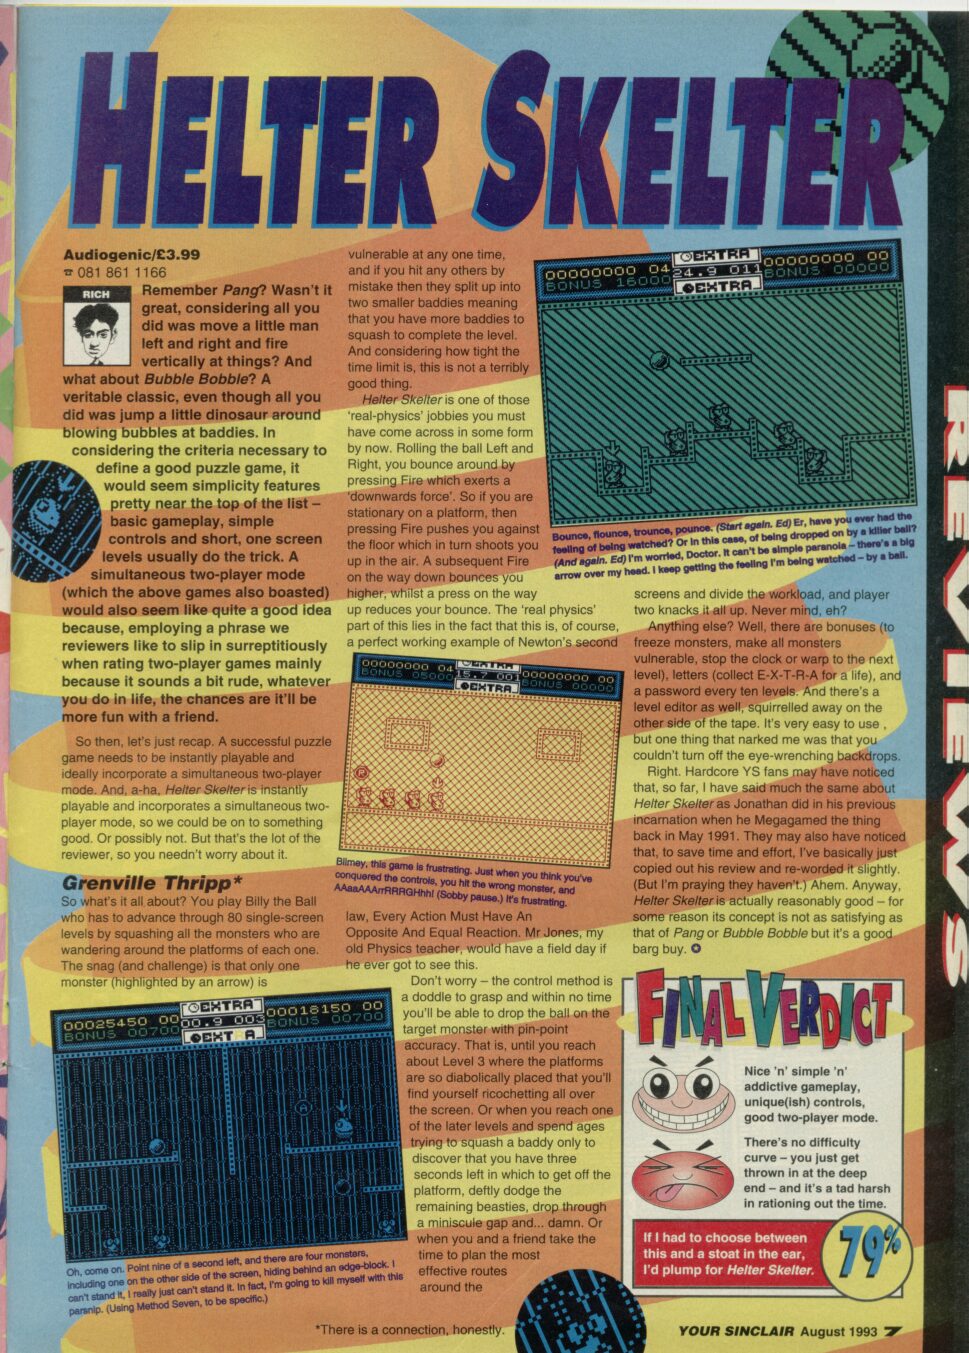 HELTER SKELTER
Audiogenic/£3.99
☎ 081 861 1166
RICH
Remember Pang? Wasn't it
great, considering all you
did was move a little man
left and right and fire
vertically at things? And
what about Bubble Bobble? A
veritable classic, even though all you
did was jump a little dinosaur around
blowing bubbles at baddies. In
considering the criteria necessary to
define a good puzzle game, it
would seem simplicity features
pretty near the top of the list –
basic gameplay, simple
controls and short, one screen
levels usually do the trick. A
simultaneous two-player mode
(which the above games also boasted)
would also seem like quite a good idea
because, employing a phrase we
reviewers like to slip in surreptitiously
when rating two-player games mainly
because it sounds a bit rude, whatever
you do in life, the chances are it'll be
more fun with a friend.
So then, let's just recap. A successful puzzle
game needs to be instantly playable and
ideally incorporate a simultaneous two-player
mode. And, a-ha, Helter Skelter is instantly
playable and incorporates a simultaneous two-
player mode, so we could be on to something
good. Or possibly not. But that's the lot of the
reviewer, so you needn't worry about it.
Grenville Thripp*
So what's it all about? You play Billy the Ball
who has to advance through 80 single-screen
levels by squashing all the monsters who are
wandering around the platforms of each one.
The snag (and challenge) is that only one
monster (highlighted by an arrow) is
vulnerable at any one time,
and if you hit any others by
mistake then they split up into
two smaller baddies meaning
that you have more baddies to
squash to complete the level.
And considering how tight the
time limit is, this is not a terribly
good thing.
Helter Skelter is one of those
'real-physics' jobbies you must
have come across in some form
by now. Rolling the ball Left and
Right, you bounce around by
pressing Fire which exerts a
'downwards force'. So if you are
stationary on a platform, then
pressing Fire pushes you against
the floor which in turn shoots you
up in the air. A subsequent Fire
on the way down bounces you
higher, whilst a press on the way
up reduces your bounce. The 'real physics'
part of this lies in the fact that this is, of course,
a perfect working example of Newton's second
law, Every Action Must Have An
Opposite And Equal Reaction. Mr Jones, my
old Physics teacher, would have a field day if
he ever got to see this.
Don't worry – the control method is
a doddle to grasp and within no time
you'll be able to drop the ball on the
target monster with pin-point
accuracy. That is, until you reach
about Level 3 where the platforms
are so diabolically placed that you'll
find yourself ricochetting all over
the screen. Or when you reach one
of the later levels and spend ages
trying to squash a baddy only to
discover that you have three
seconds left in which to get off the
platform, deftly dodge the
remaining beasties, drop through
a miniscule gap and... damn. Or
when you and a friend take the
time to plan the most
effective routes
around the
screens and divide the workload, and player
two knacks it all up. Never mind, eh?
Anything else? Well, there are bonuses (to
freeze monsters, make all monsters
vulnerable, stop the clock or warp to the next
level), letters (collect E-X-T-R-A for a life), and
a password every ten levels. And there's a
level editor as well, squirrelled away on the
other side of the tape. It's very easy to use ,
but one thing that narked me was that you
couldn't turn off the eye-wrenching backdrops.
Right. Hardcore YS fans may have noticed
that, so far, I have said much the same about
Helter Skelter as Jonathan did in his previous
incarnation when he Megagamed the thing
back in May 1991. They may also have noticed
that, to save time and effort, I've basically just
copied out his review and re-worded it slightly.
(But I'm praying they haven't.) Ahem. Anyway,
Helter Skelter is actually reasonably good – for
some reason its concept is not as satisfying as
that of Pang or Bubble Bobble but it's a good
barg buy.
EXTRA
00000000 04 24.9 011 00000000 00
BONUS 16000 BONUS 00000
EXTRA
Bounce, flounce, trounce, pounce. (Start again. Ed) Er, have you ever had the
feeling of being watched? Or in this case, of being dropped on by a killer ball?
(And again. Ed) I'm worried, Doctor. It can't be simple paranoia – there's a big
arrow over my head. I keep getting the feeling I'm being watched – by a ball.
EXTRA
00000000 04 15.7 001 00000000 00
BONUS 05000 BONUS 00000
EXTRA
Blimey, this game is frustrating. Just when you think you've
conquered the controls, you hit the wrong monster, and
AAaaAAArrRRRGHhh! (Sobby pause.) It's frustrating.
EXTRA
00025450 00 00.9 003 00018150 00
BONUS 00700 BONUS 00700
EXT A
Oh, come on. Point nine of a second left, and there are four monsters,
including one on the other side of the screen, hiding behind an edge-block. I
can't stand it, I really just can't stand it. In fact, I'm going to kill myself with this
parsnip. (Using Method Seven, to be specific.)
FINAL VERDICT
Nice 'n' simple 'n'
addictive gameplay,
unique(ish) controls,
good two-player mode.
There's no difficulty
curve – you just get
thrown in at the deep
end – and it's a tad harsh
in rationing out the time.
If I had to choose between
this and a stoat in the ear,
I'd plump for Helter Skelter.
79%
REVIEWS
*There is a connection, honestly.
YOUR SINCLAIR August 1993 7